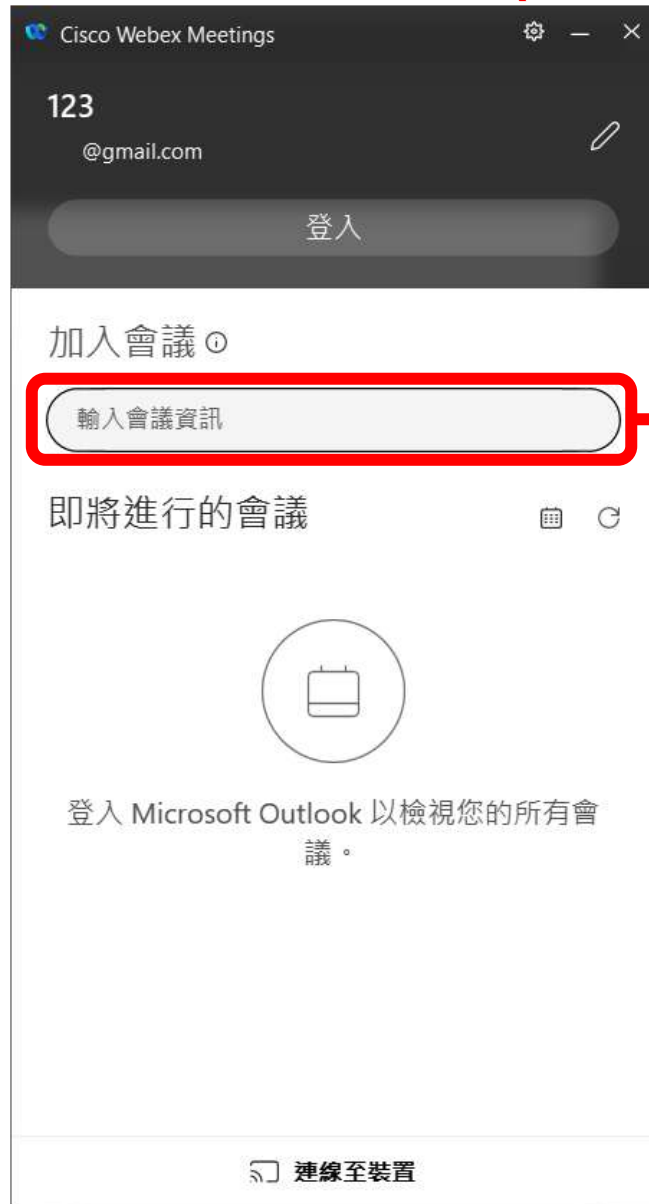 Cisco Webex Meetings
123
@gmail.com
登入
加入會議
輸入會議資訊
即將進行的會議
登入 Microsoft Outlook 以檢視您的所有會
議。
連線至裝置